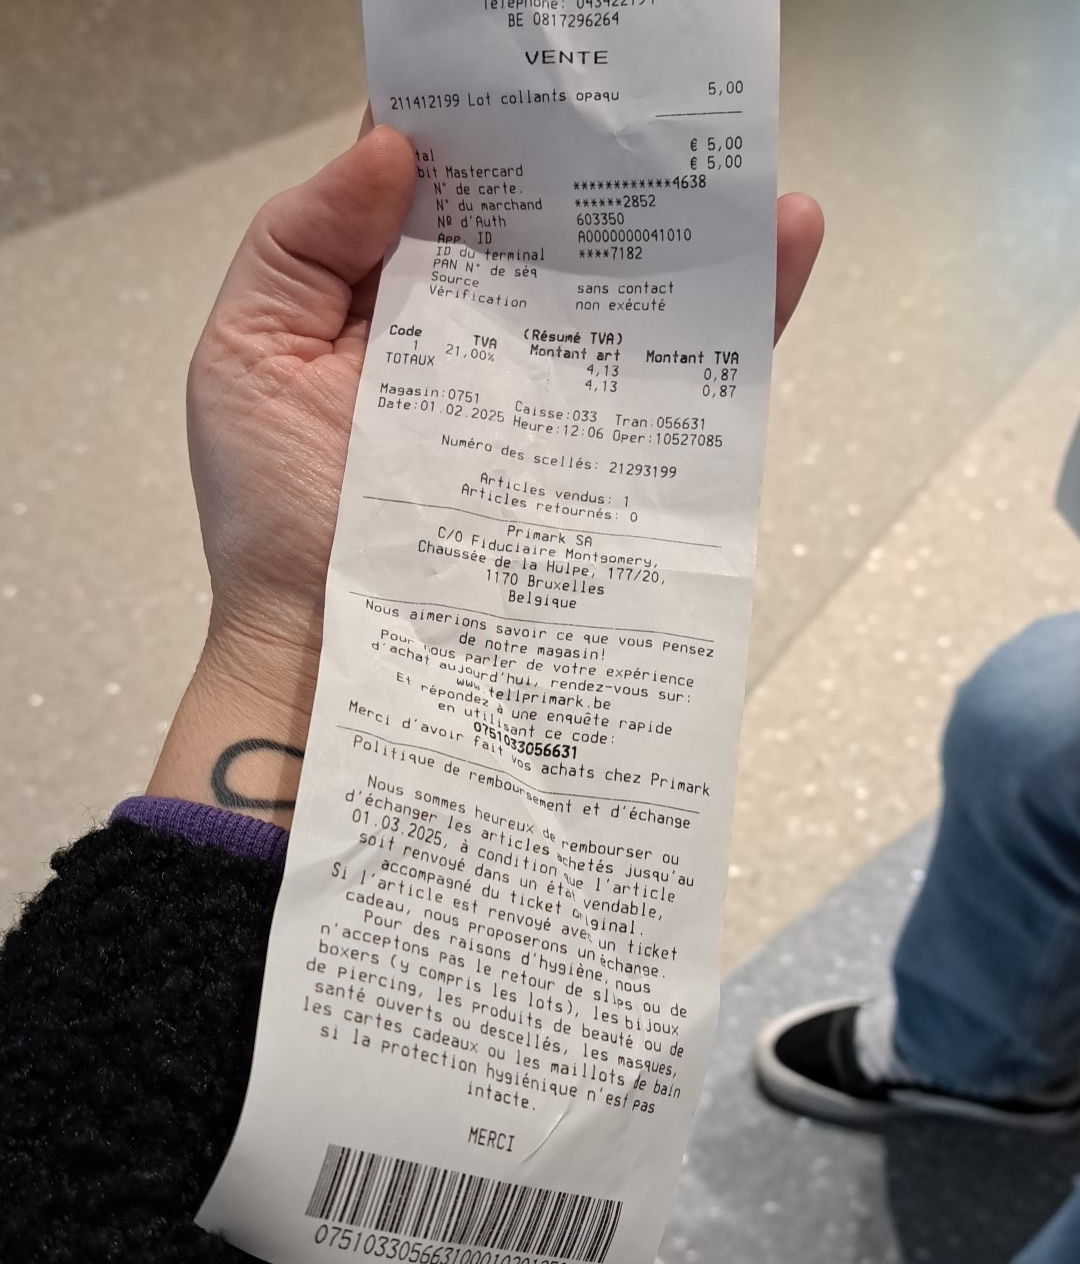 Téléphone:
BE 0817296264
VENTE
211412199 Lot collants opaqu 5,00
tal € 5,00
bit Mastercard € 5,00
N° de carte. ************4638
N° du marchand ******2852
Nº d'Auth 603350
App. ID A0000000041010
ID du terminal ****7182
PAN N° de séq
Source sans contact
Vérification non exécuté
(Résumé TVA)
Code TVA Montant art Montant TVA
1 21,00% 4,13 0,87
TOTAUX 4,13 0,87
Magasin:0751 Caisse:033 Tran:056631
Date:01.02.2025 Heure:12:06 Oper:10527085
Numéro des scellés: 21293199
Articles vendus: 1
Articles retournés: 0
Primark SA
C/O Fiduciaire Montgomery,
Chaussée de la Hulpe, 177/20,
1170 Bruxelles
Belgique
Nous aimerions savoir ce que vous pensez
de notre magasin!
Pour nous parler de votre expérience
d'achat aujourd'hui, rendez-vous sur:
www.tellprimark.be
Et répondez à une enquête rapide
en utilisant ce code:
0751033056631
Merci d'avoir fait vos achats chez Primark
Politique de remboursement et d'échange
Nous sommes heureux de rembourser ou
d'échanger les articles achetés jusqu'au
01.03.2025, à condition que l'article
soit renvoyé dans un état vendable,
accompagné du ticket original.
Si l'article est renvoyé avec un ticket
cadeau, nous proposerons un échange.
Pour des raisons d'hygiène, nous
n'acceptons pas le retour de slips ou de
boxers (y compris les lots), les bijoux
de piercing, les produits de beauté ou de
santé ouverts ou descellés, les masques,
les cartes cadeaux ou les maillots de bain
si la protection hygiénique n'est pas
intacte.
MERCI